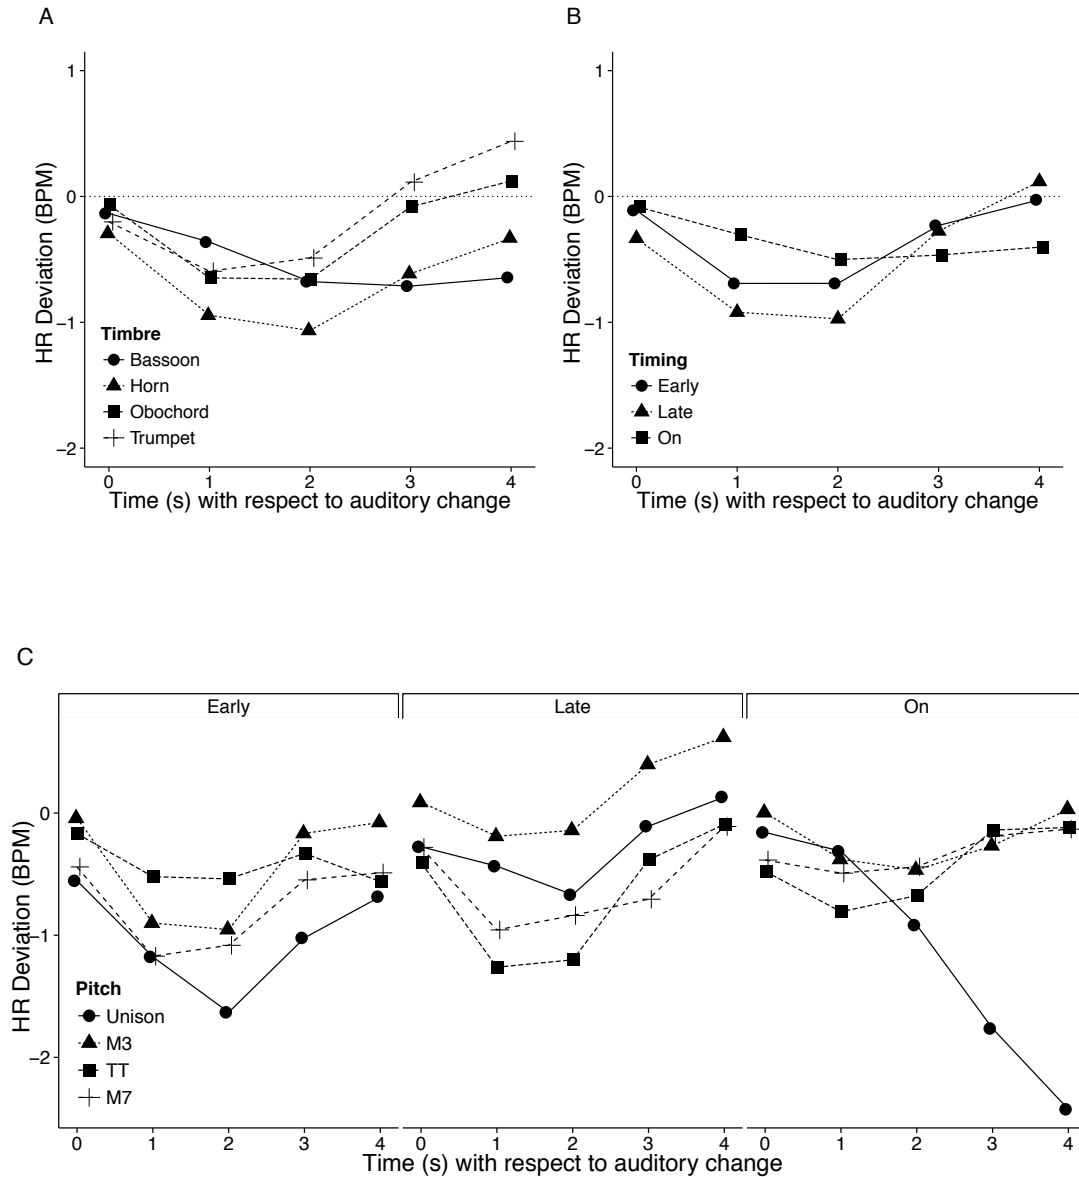 A
1
0
−1
−2
HR Deviation (BPM)
Timbre
Bassoon
Horn
Obochord
Trumpet
0 1 2 3 4
Time (s) with respect to auditory change
B
1
0
−1
−2
HR Deviation (BPM)
Timing
Early
Late
On
0 1 2 3 4
Time (s) with respect to auditory change
C
Early Late On
0
−1
−2
HR Deviation (BPM)
Pitch
Unison
M3
TT
M7
0 1 2 3 4 0 1 2 3 4 0 1 2 3 4
Time (s) with respect to auditory change